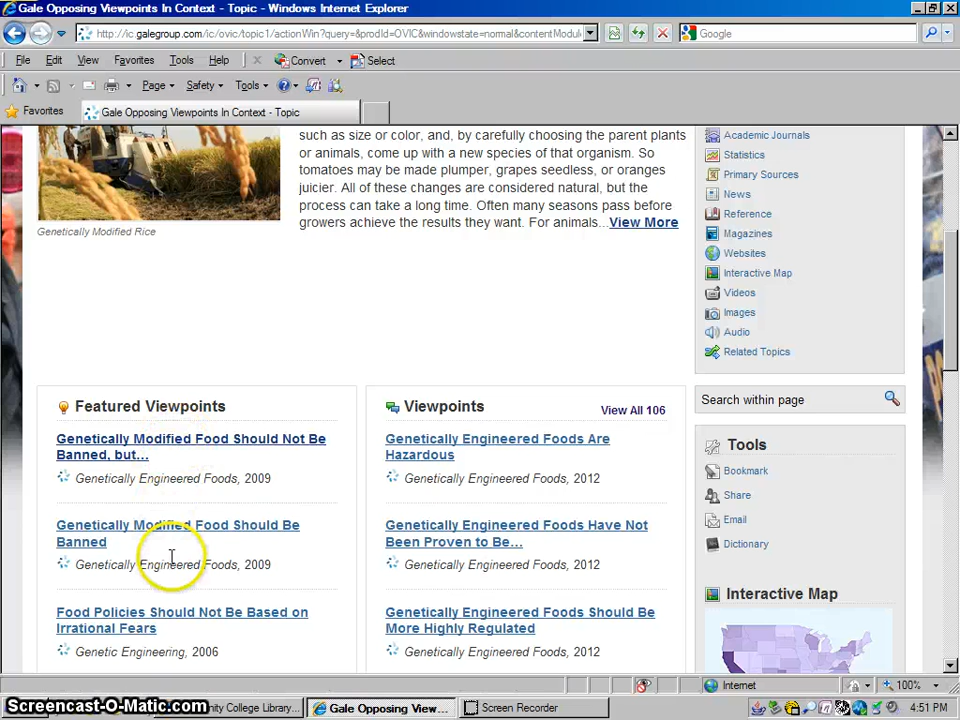 Gale Opposing Viewpoints In Context - Topic - Windows Internet Explorer
http://ic.galegroup.com/ic/ovic/topic1/actionWin?query=&prodId=OVIC&windowstate=normal&contentModule
Google
File Edit View Favorites Tools Help
Convert Select
Page Safety Tools
Favorites
Gale Opposing Viewpoints In Context - Topic
such as size or color, and, by carefully choosing the parent plants
or animals, come up with a new species of that organism. So
tomatoes may be made plumper, grapes seedless, or oranges
juicier. All of these changes are considered natural, but the
process can take a long time. Often many seasons pass before
growers achieve the results they want. For animals...View More
Genetically Modified Rice
Academic Journals
Statistics
Primary Sources
News
Reference
Magazines
Websites
Interactive Map
Videos
Images
Audio
Related Topics
Featured Viewpoints
Genetically Modified Food Should Not Be
Banned, but...
Genetically Engineered Foods, 2009
Genetically Modified Food Should Be
Banned
Genetically Engineered Foods, 2009
Food Policies Should Not Be Based on
Irrational Fears
Genetic Engineering, 2006
Viewpoints
View All 106
Genetically Engineered Foods Are
Hazardous
Genetically Engineered Foods, 2012
Genetically Engineered Foods Have Not
Been Proven to Be...
Genetically Engineered Foods, 2012
Genetically Engineered Foods Should Be
More Highly Regulated
Genetically Engineered Foods, 2012
Search within page
Tools
Bookmark
Share
Email
Dictionary
Interactive Map
Internet
100%
Screencast-O-Matic.com
unity College Library...
Gale Opposing View...
Screen Recorder
4:51 PM